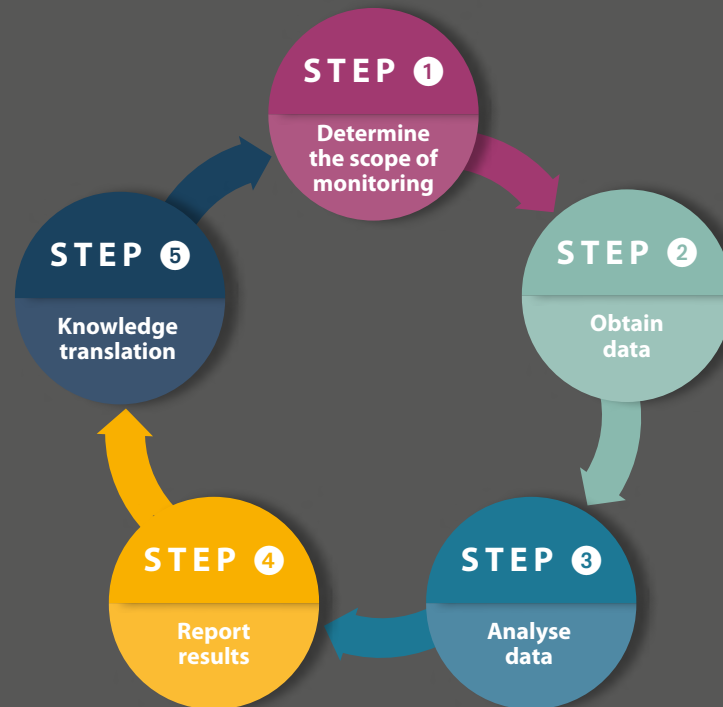 STEP 1
Determine
the scope of
monitoring
STEP 2
Obtain
data
STEP 3
Analyse
data
STEP 4
Report
results
STEP 5
Knowledge
translation